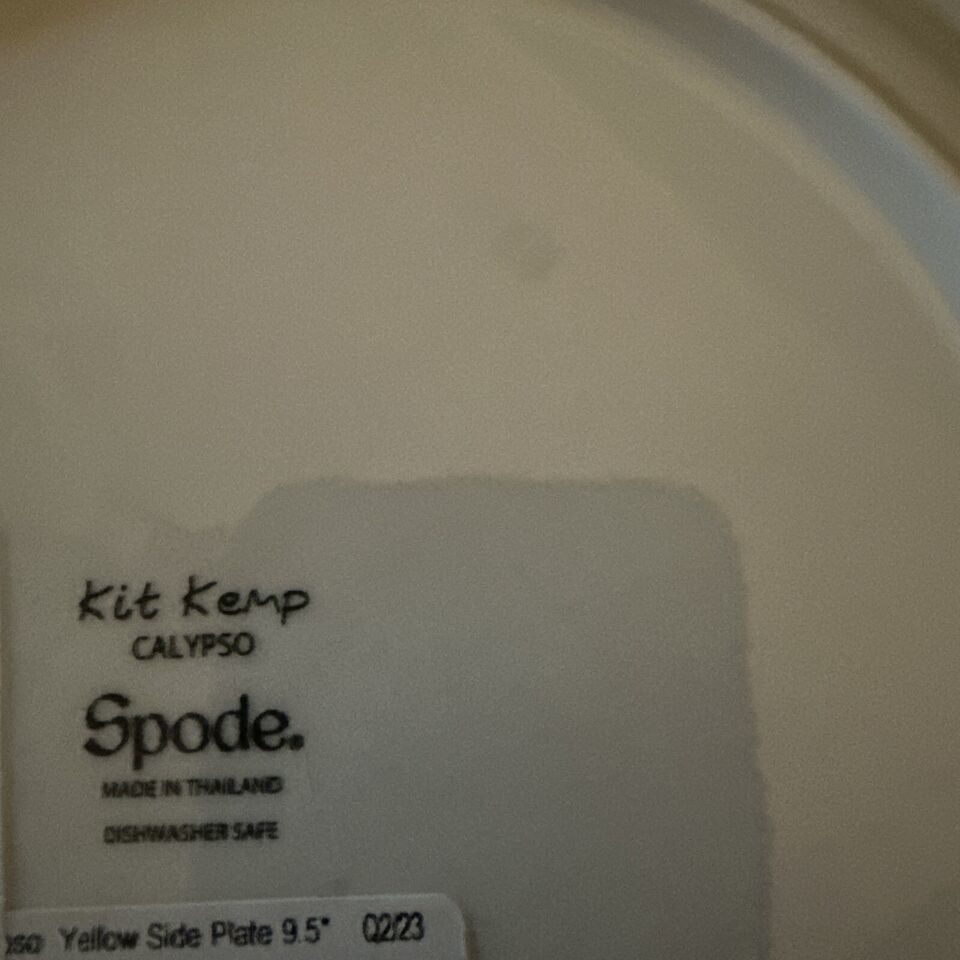 Kit Kemp
CALYPSO
Spode.
MADE IN THAILAND
DISHWASHER SAFE
Yellow Side Plate 9.5" 02/23